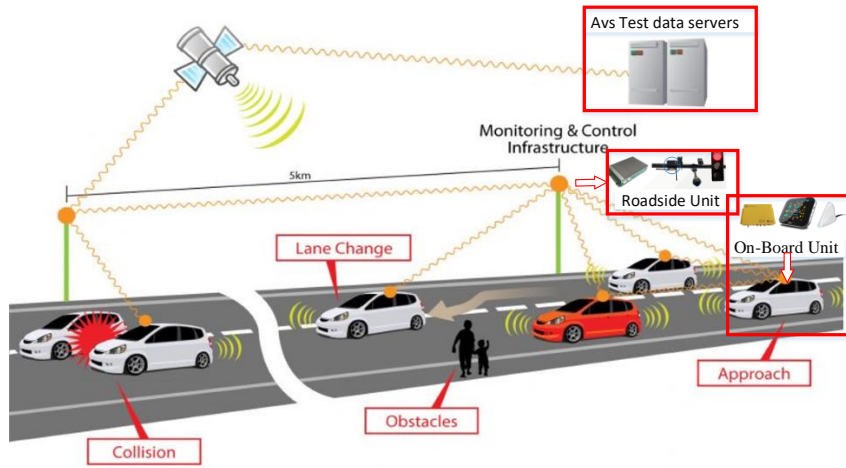 Avs Test data servers
Monitoring & Control
Infrastructure
5km
Roadside Unit
On-Board Unit
Lane Change
Approach
Obstacles
Collision